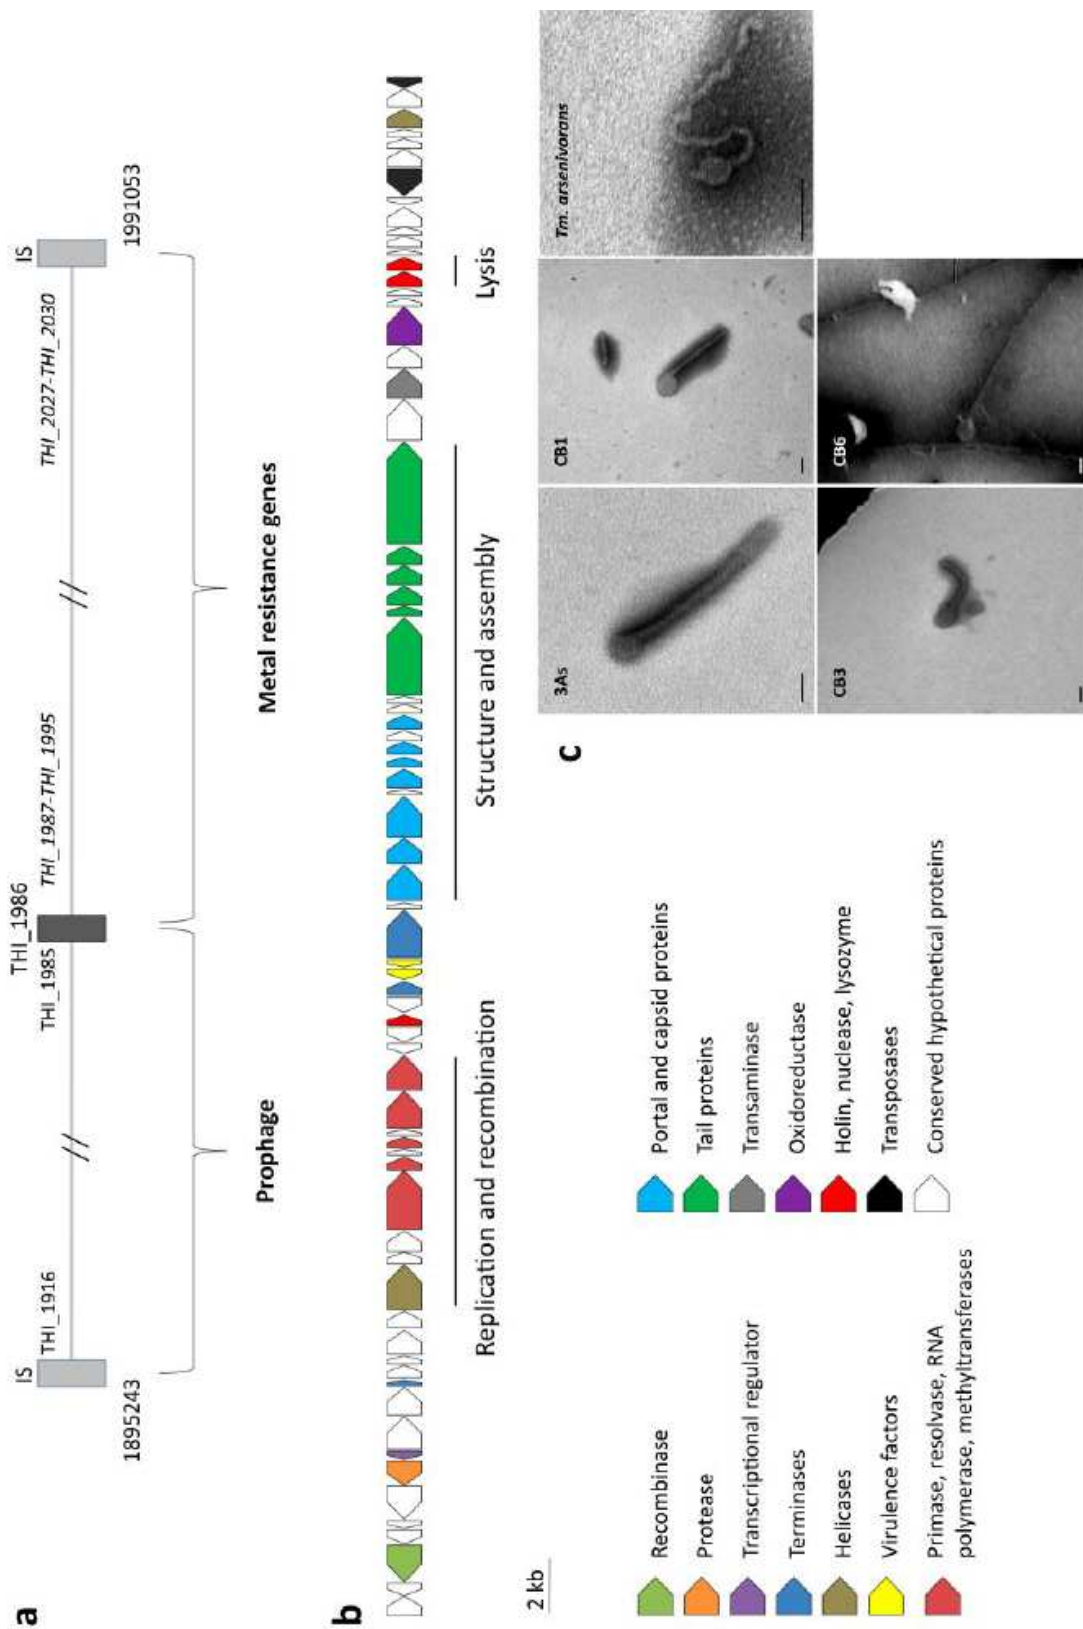 a
IS
THI_1986
IS
THI_1916
THI_1985
THI_1987-THI_1995
THI_2027-THI_2030
1895243
1991053
Prophage
Metal resistance genes
b
Replication and recombination
Structure and assembly
Lysis
2 kb
Recombinase
Protease
Transcriptional regulator
Terminases
Helicases
Virulence factors
Primase, resolvase, RNA
polymerase, methyltransferases
Portal and capsid proteins
Tail proteins
Transaminase
Oxidoreductase
Holin, nuclease, lysozyme
Transposases
Conserved hypothetical proteins
c
3As
CB1
Tm. arsenivorans
CB3
CB6